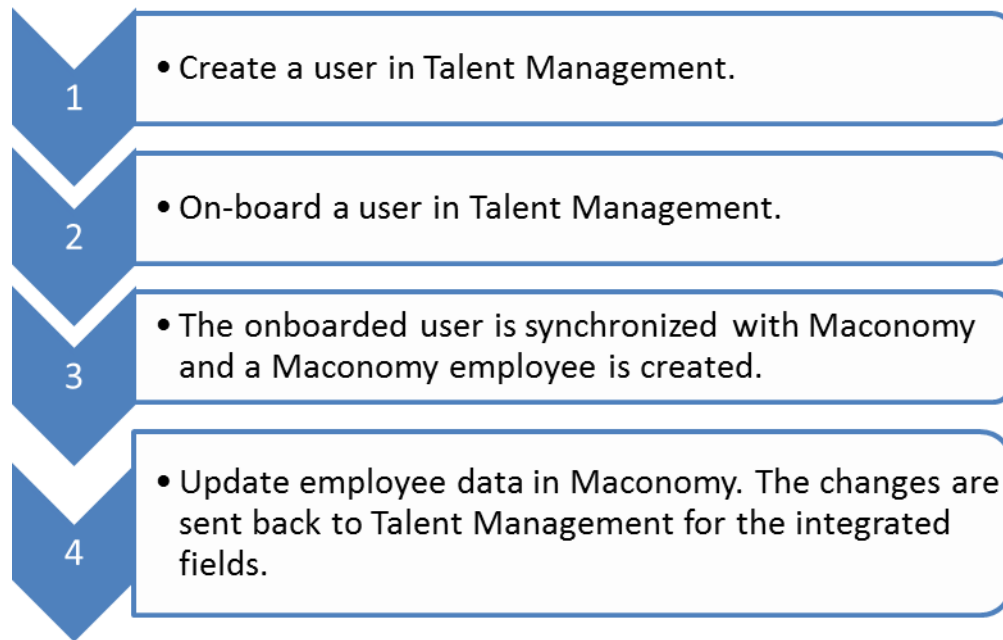 1
• Create a user in Talent Management.
2
• On-board a user in Talent Management.
3
• The onboarded user is synchronized with Maconomy
and a Maconomy employee is created.
4
• Update employee data in Maconomy. The changes are
sent back to Talent Management for the integrated
fields.